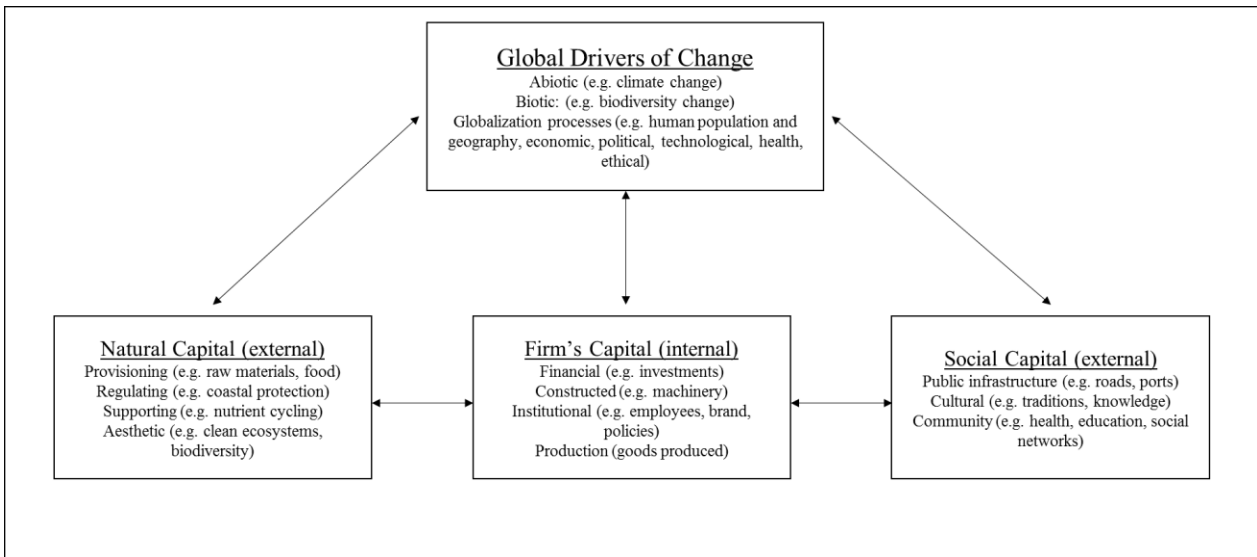 Global Drivers of Change
Abiotic (e.g. climate change)
Biotic: (e.g. biodiversity change)
Globalization processes (e.g. human population and
geography, economic, political, technological, health,
ethical)
Natural Capital (external)
Provisioning (e.g. raw materials, food)
Regulating (e.g. coastal protection)
Supporting (e.g. nutrient cycling)
Aesthetic (e.g. clean ecosystems,
biodiversity)
Firm’s Capital (internal)
Financial (e.g. investments)
Constructed (e.g. machinery)
Institutional (e.g. employees, brand,
policies)
Production (goods produced)
Social Capital (external)
Public infrastructure (e.g. roads, ports)
Cultural (e.g. traditions, knowledge)
Community (e.g. health, education, social
networks)